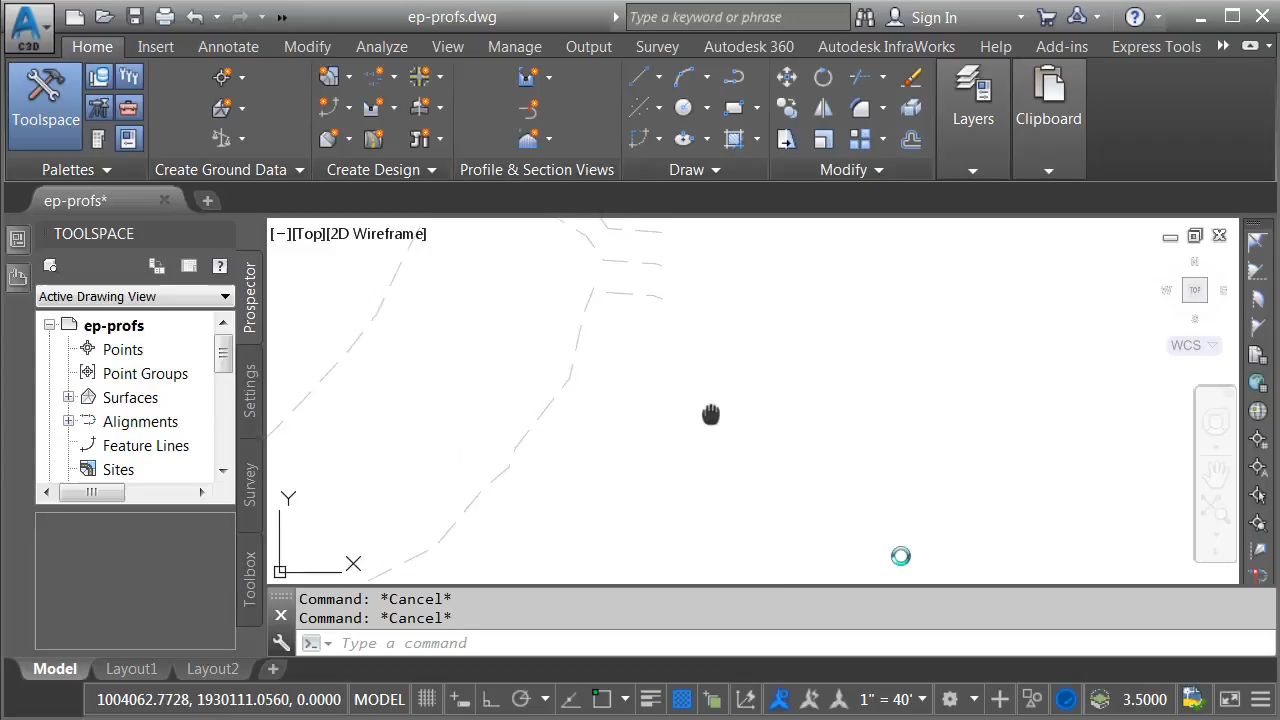 ep-profs.dwg
Type a keyword or phrase
Sign In
C3D
Home Insert Annotate Modify Analyze View Manage Output Survey Autodesk 360 Autodesk InfraWorks Help Add-ins Express Tools
Toolspace
Layers
Clipboard
Palettes Create Ground Data Create Design Profile & Section Views Draw Modify
ep-profs*
TOOLSPACE
[−][Top][2D Wireframe]
Active Drawing View
Prospector
Settings
Survey
Toolbox
ep-profs
Points
Point Groups
Surfaces
Alignments
Feature Lines
Sites
N
W TOP E
S
WCS
Y
X
Command: *Cancel*
Command: *Cancel*
Type a command
Model Layout1 Layout2
1004062.7728, 1930111.0560, 0.0000 MODEL 1" = 40' 3.5000